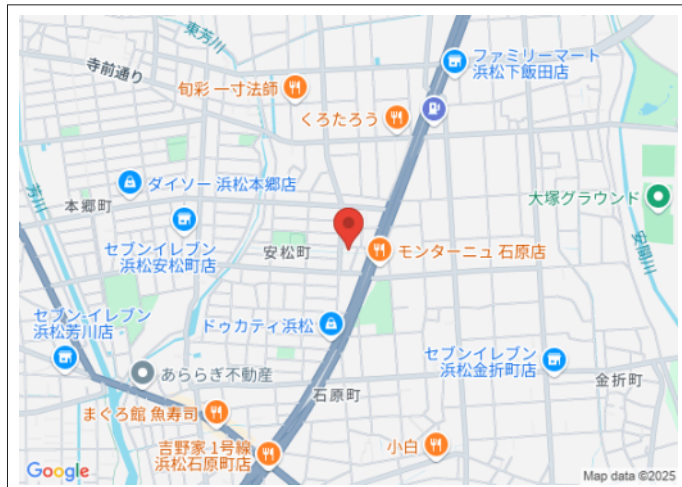 東芳川
寺前通り
ファミリーマート
浜松下飯田店
旬彩 一寸法師
くろたろう
ダイソー 浜松本郷店
本郷町
大塚グラウンド
芳川
セブンイレブン
浜松安松町店
安松町
モンターニュ 石原店
安間川
セブン-イレブン
浜松芳川店
ドゥカティ浜松
セブンイレブン
浜松金折町店
あららぎ不動産
石原町
金折町
まぐろ館 魚寿司
吉野家 1号線
浜松石原町店
小白
Google
Map data ©2025